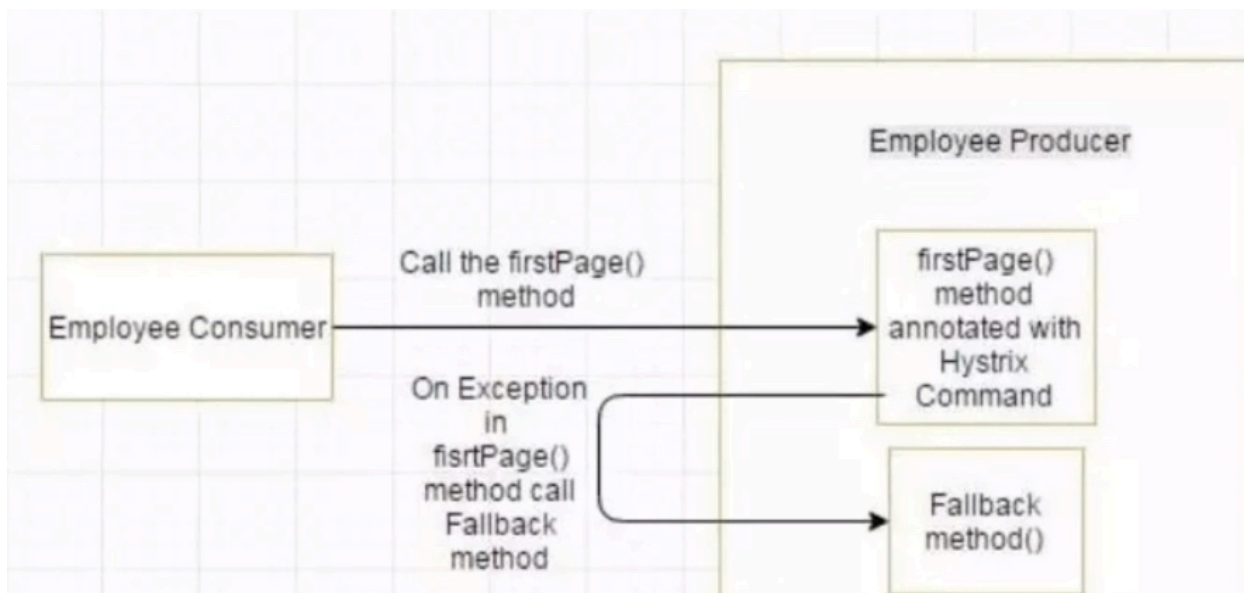 Employee Producer
Call the firstPage()
method
Employee Consumer
firstPage()
method
annotated with
Hystrix
Command
On Exception
in
fisrtPage()
method call
Fallback
method
Fallback
method()